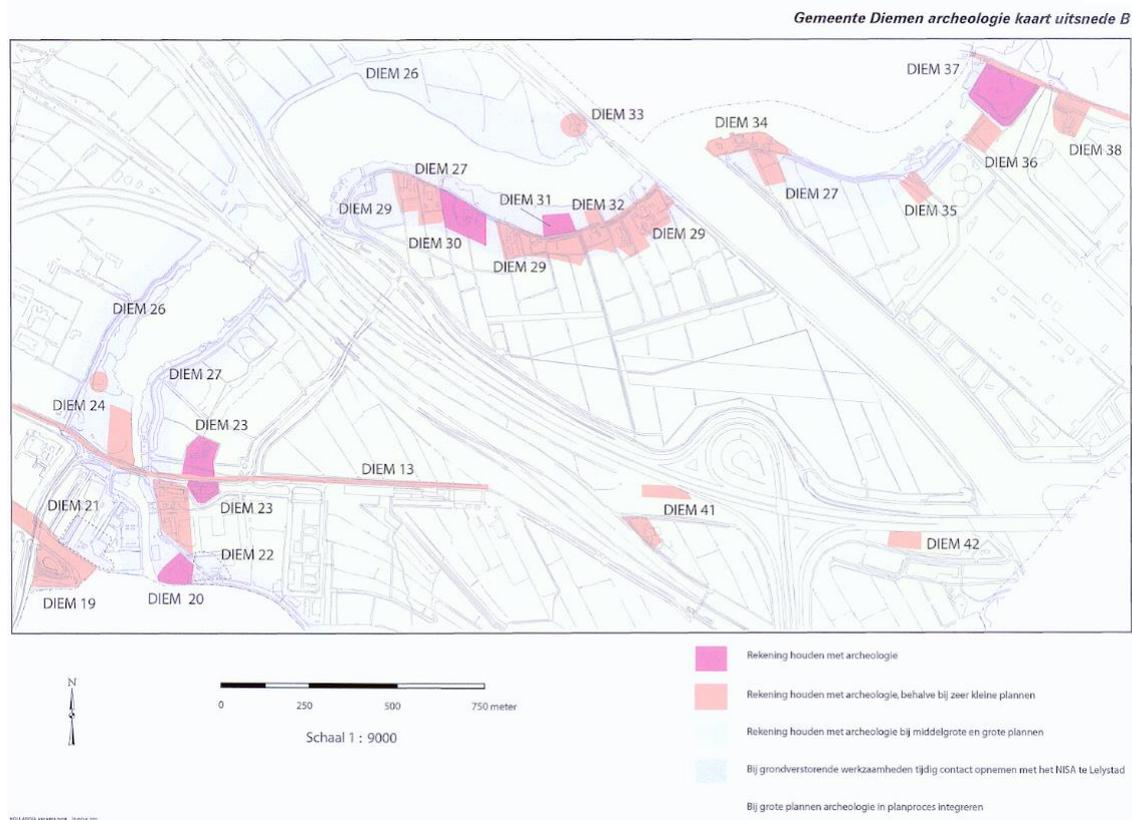 Gemeente Diemen archeologie kaart uitsnede B
DIEM 26
DIEM 37
DIEM 33
DIEM 34
DIEM 38
DIEM 36
DIEM 27
DIEM 27
DIEM 31
DIEM 32
DIEM 35
DIEM 29
DIEM 29
DIEM 30
DIEM 29
DIEM 26
DIEM 27
DIEM 24
DIEM 23
DIEM 13
DIEM 21
DIEM 23
DIEM 41
DIEM 42
DIEM 22
DIEM 19
DIEM 20
N
0 250 500 750 meter
Schaal 1 : 9000
Rekening houden met archeologie
Rekening houden met archeologie, behalve bij zeer kleine plannen
Rekening houden met archeologie bij middelgrote en grote plannen
Bij grondverstorende werkzaamheden tijdig contact opnemen met het NISA te Lelystad
Bij grote plannen archeologie in planproces integreren